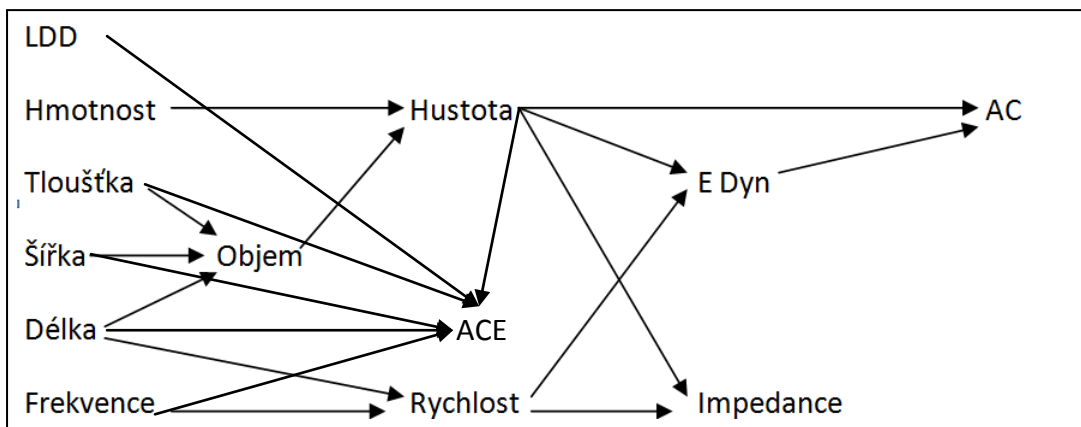 LDD
Hmotnost Hustota AC
Tloušťka E Dyn
Šířka Objem
Délka ACE
Frekvence Rychlost Impedance